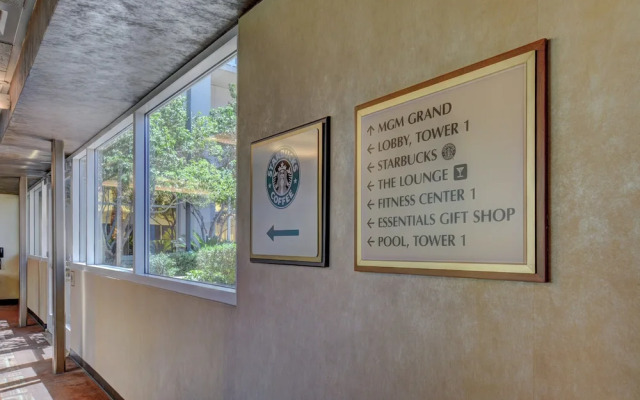 STARBUCKS
COFFEE
←
↑ MGM GRAND
← LOBBY, TOWER 1
← STARBUCKS
← THE LOUNGE
← FITNESS CENTER 1
← ESSENTIALS GIFT SHOP
← POOL, TOWER 1